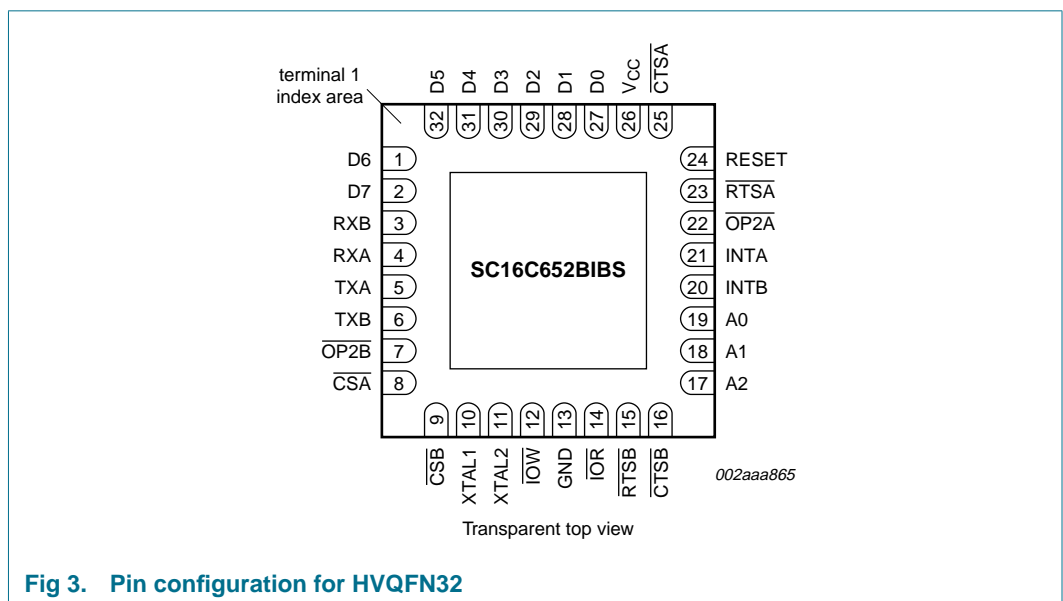 terminal 1
index area
D5
D4
D3
D2
D1
D0
VCC
CTSA
32
31
30
29
28
27
26
25
D6 1
D7 2
RXB 3
RXA 4
TXA 5
TXB 6
OP2B 7
CSA 8
SC16C652BIBS
24 RESET
23 RTSA
22 OP2A
21 INTA
20 INTB
19 A0
18 A1
17 A2
9
10
11
12
13
14
15
16
CSB
XTAL1
XTAL2
IOW
GND
IOR
RTSB
CTSB
002aaa865
Transparent top view
Fig 3. Pin configuration for HVQFN32